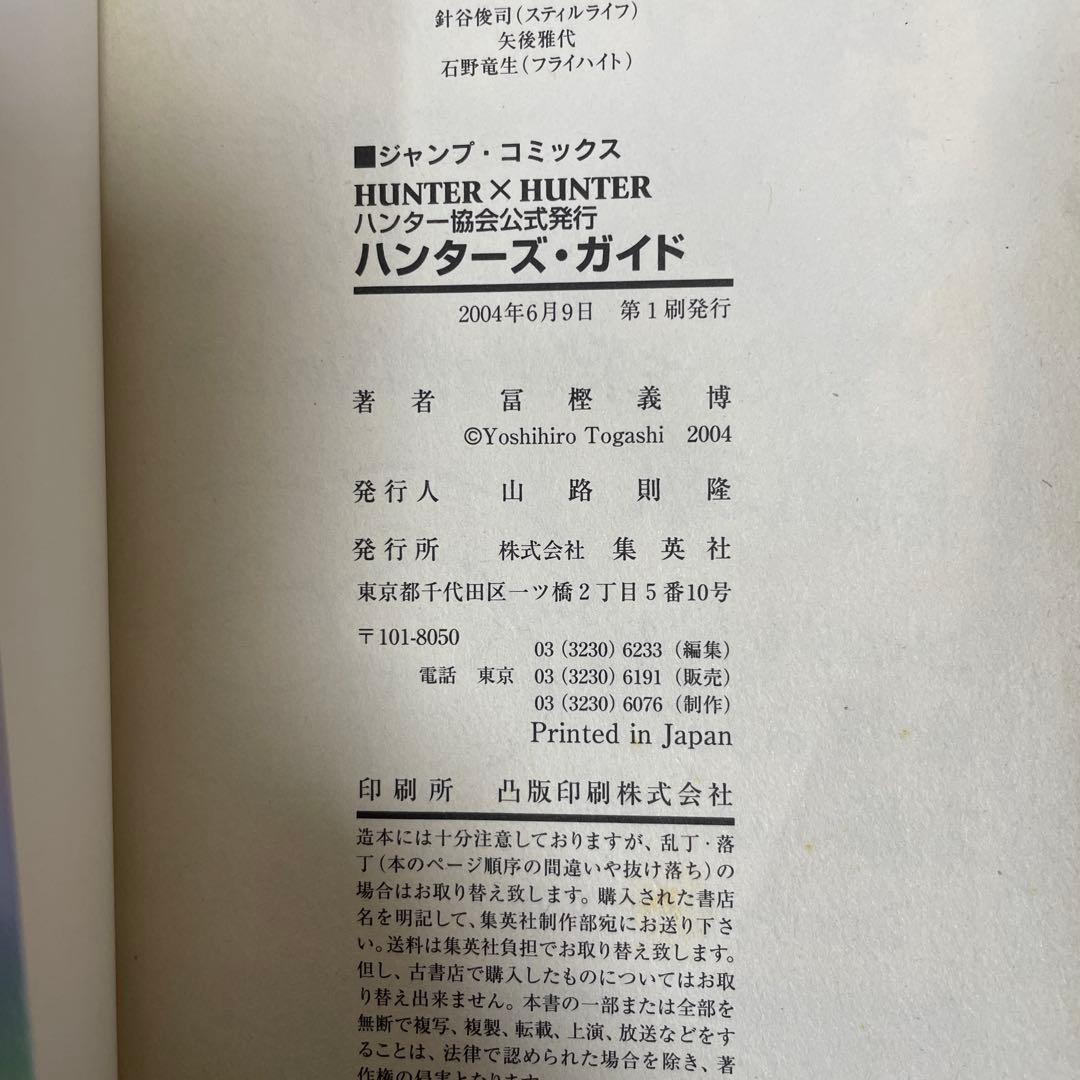 針谷俊司(スティルライフ)
矢後雅代
石野竜生(フライハイト)
■ジャンプ・コミックス
HUNTER×HUNTER
ハンター協会公式発行
ハンターズ・ガイド
2004年6月9日　第1刷発行
著者　冨樫義博
©Yoshihiro Togashi　2004
発行人　山路則隆
発行所　株式会社　集英社
東京都千代田区一ツ橋2丁目5番10号
〒101-8050
03 (3230) 6233 (編集)
電話　東京　03 (3230) 6191 (販売)
03 (3230) 6076 (制作)
Printed in Japan
印刷所　凸版印刷株式会社
造本には十分注意しておりますが、乱丁・落
丁(本のページ順序の間違いや抜け落ち)の
場合はお取り替え致します。購入された書店
名を明記して、集英社制作部宛にお送り下さ
い。送料は集英社負担でお取り替え致します。
但し、古書店で購入したものについてはお取
り替え出来ません。本書の一部または全部を
無断で複写、複製、転載、上演、放送などをす
ることは、法律で認められた場合を除き、著
作権の侵害となります